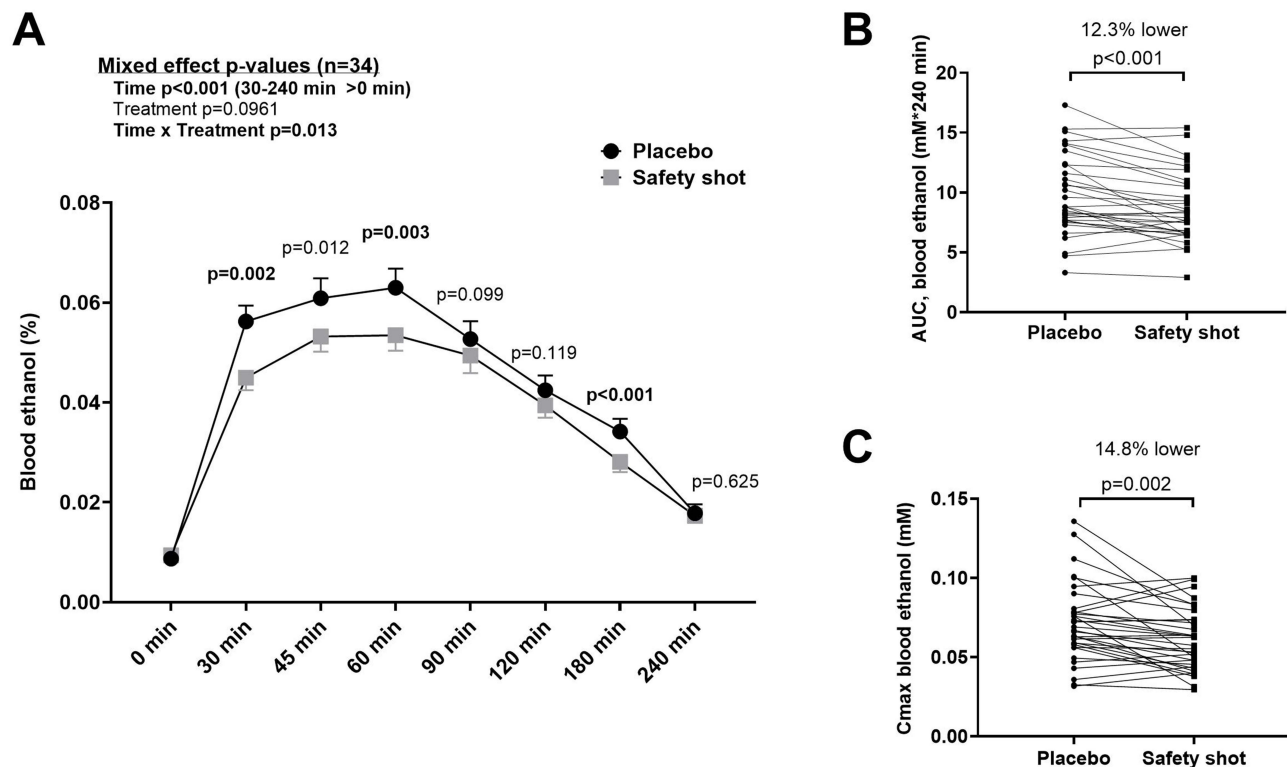 A
Mixed effect p-values (n=34)
Time p<0.001 (30-240 min >0 min)
Treatment p=0.0961
Time x Treatment p=0.013
Placebo
Safety shot
Blood ethanol (%)
0.08
0.06
0.04
0.02
0.00
p=0.002
p=0.012
p=0.003
p=0.099
p=0.119
p<0.001
p=0.625
0 min
30 min
45 min
60 min
90 min
120 min
180 min
240 min
B
12.3% lower
p<0.001
AUC, blood ethanol (mM*240 min)
20
15
10
5
0
Placebo
Safety shot
C
14.8% lower
p=0.002
Cmax blood ethanol (mM)
0.15
0.10
0.05
0.00
Placebo
Safety shot